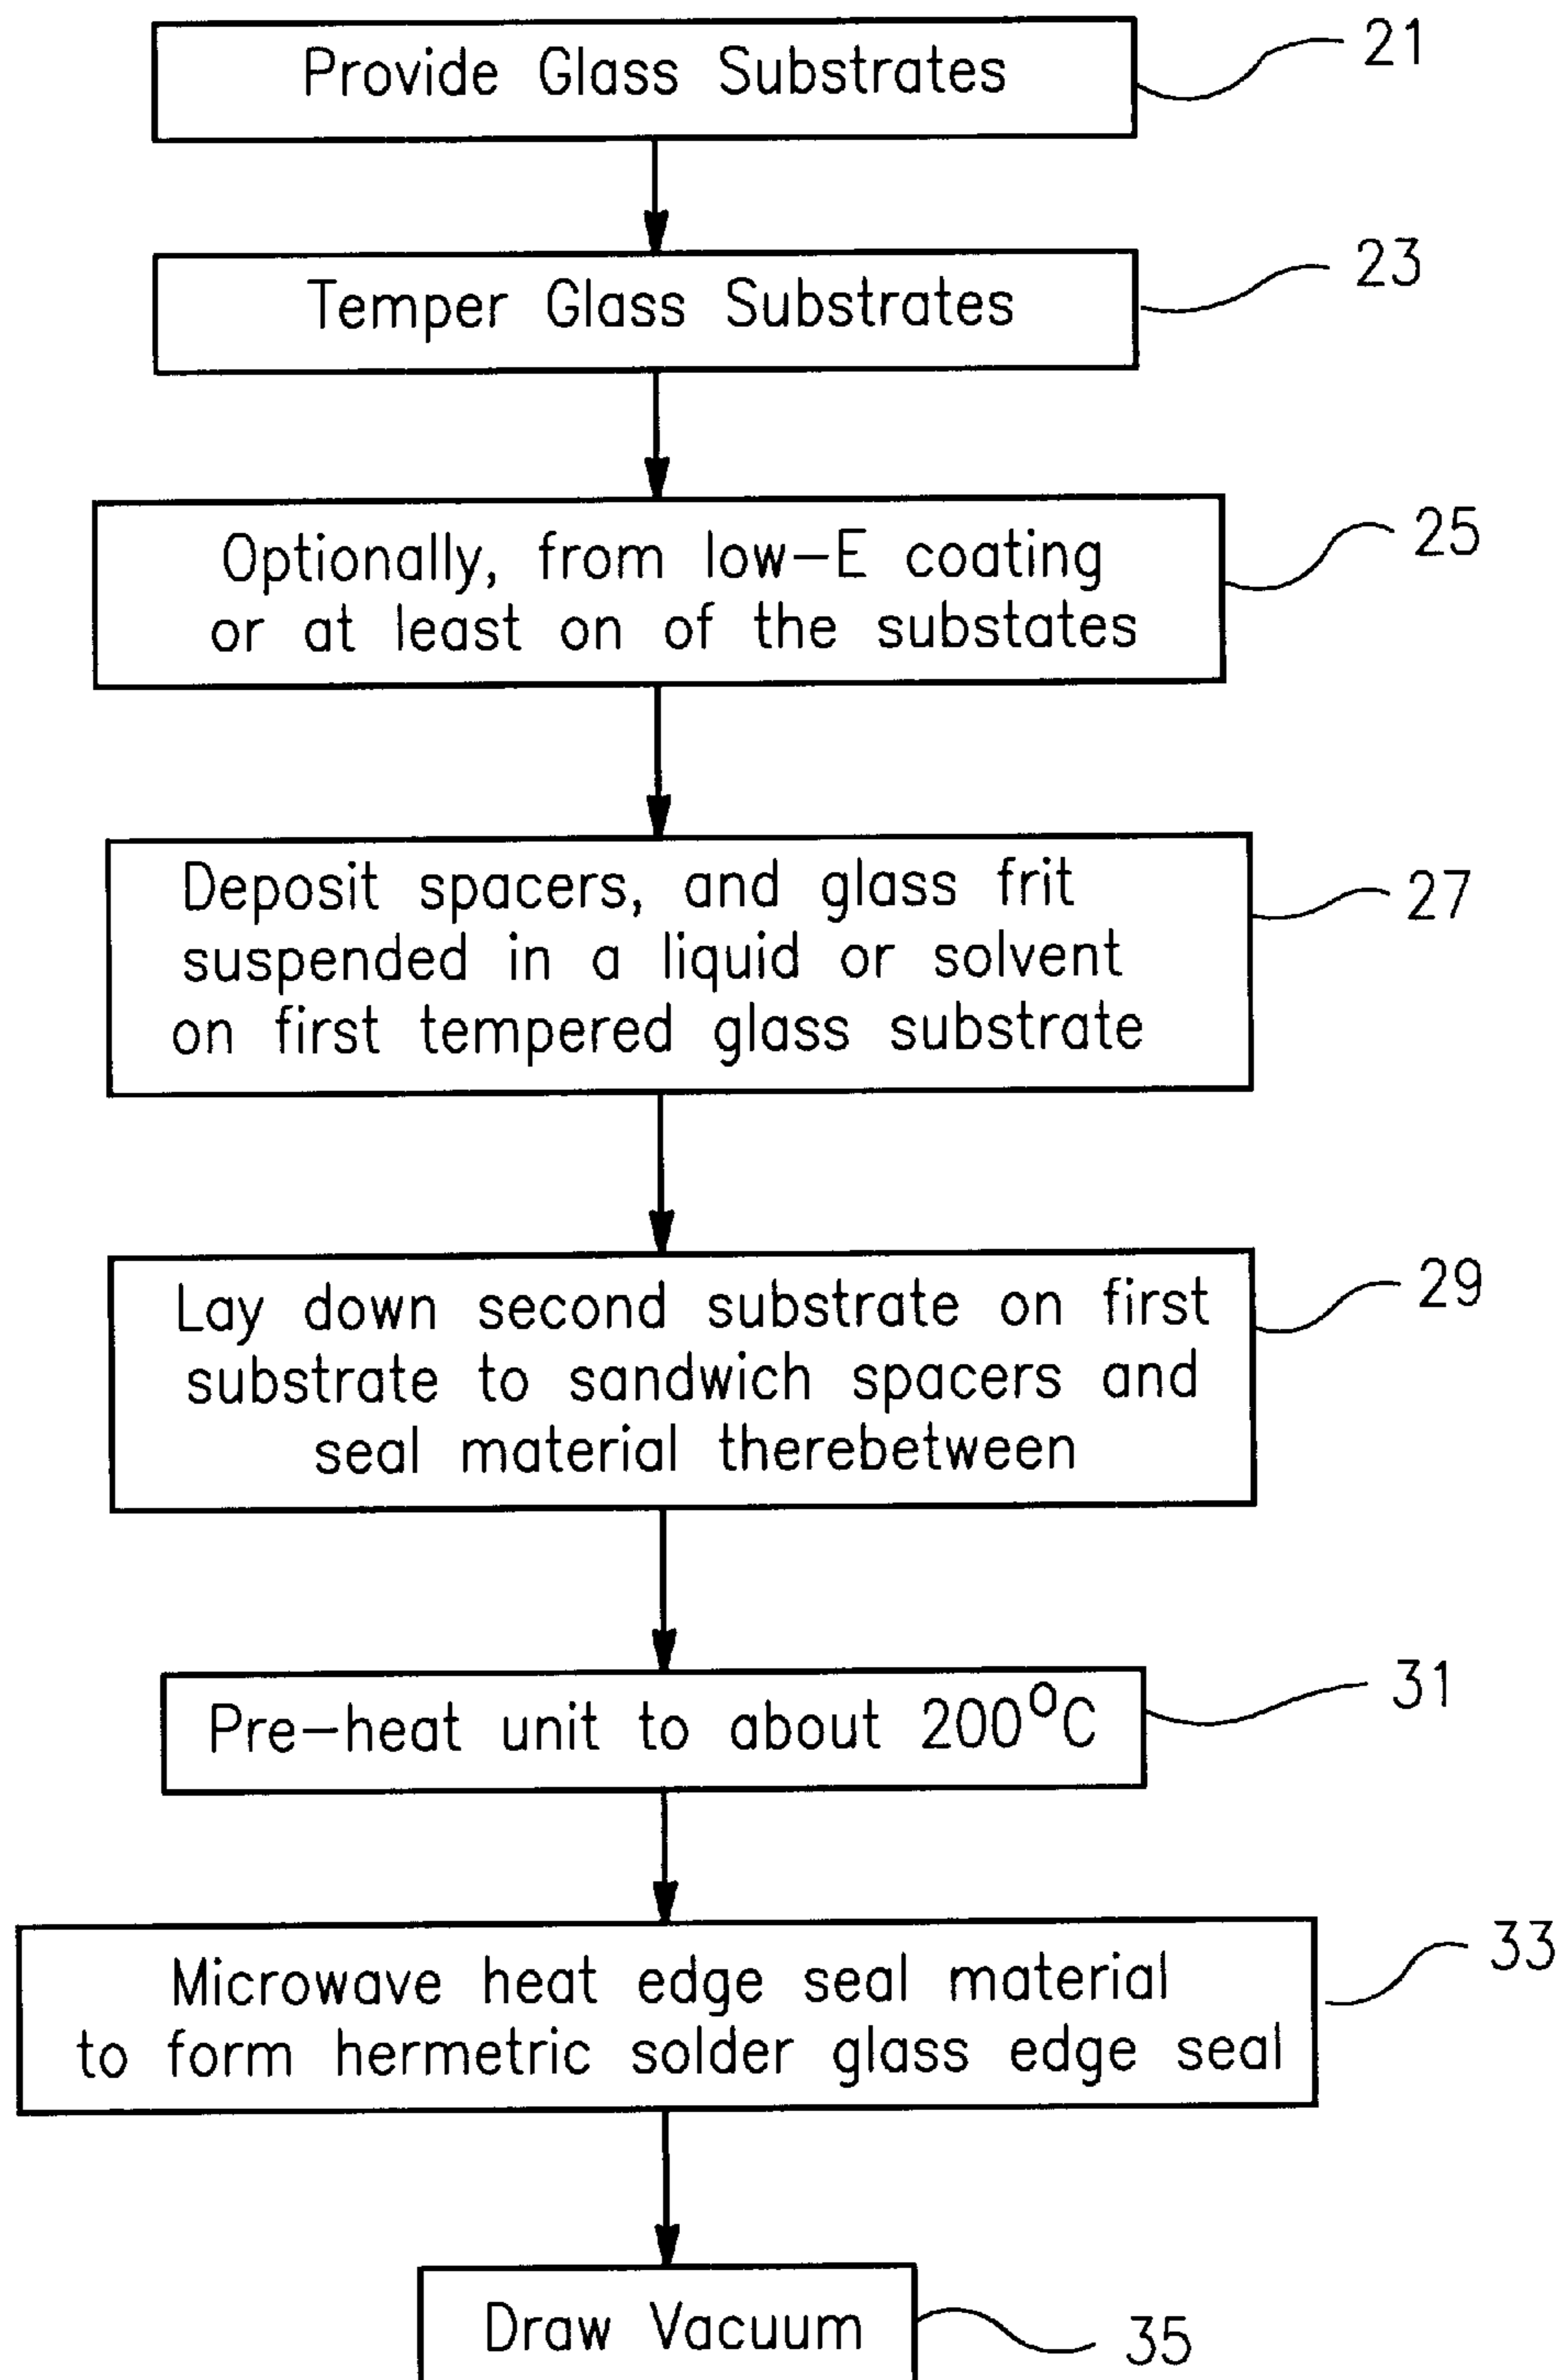 Provide Glass Substrates
21
Temper Glass Substrates
23
Optionally, from low-E coating
or at least on of the substates
25
Deposit spacers, and glass frit
suspended in a liquid or solvent
on first tempered glass substrate
27
Lay down second substrate on first
substrate to sandwich spacers and
seal material therebetween
29
Pre-heat unit to about 200°C
31
Microwave heat edge seal material
to form hermetric solder glass edge seal
33
Draw Vacuum
35